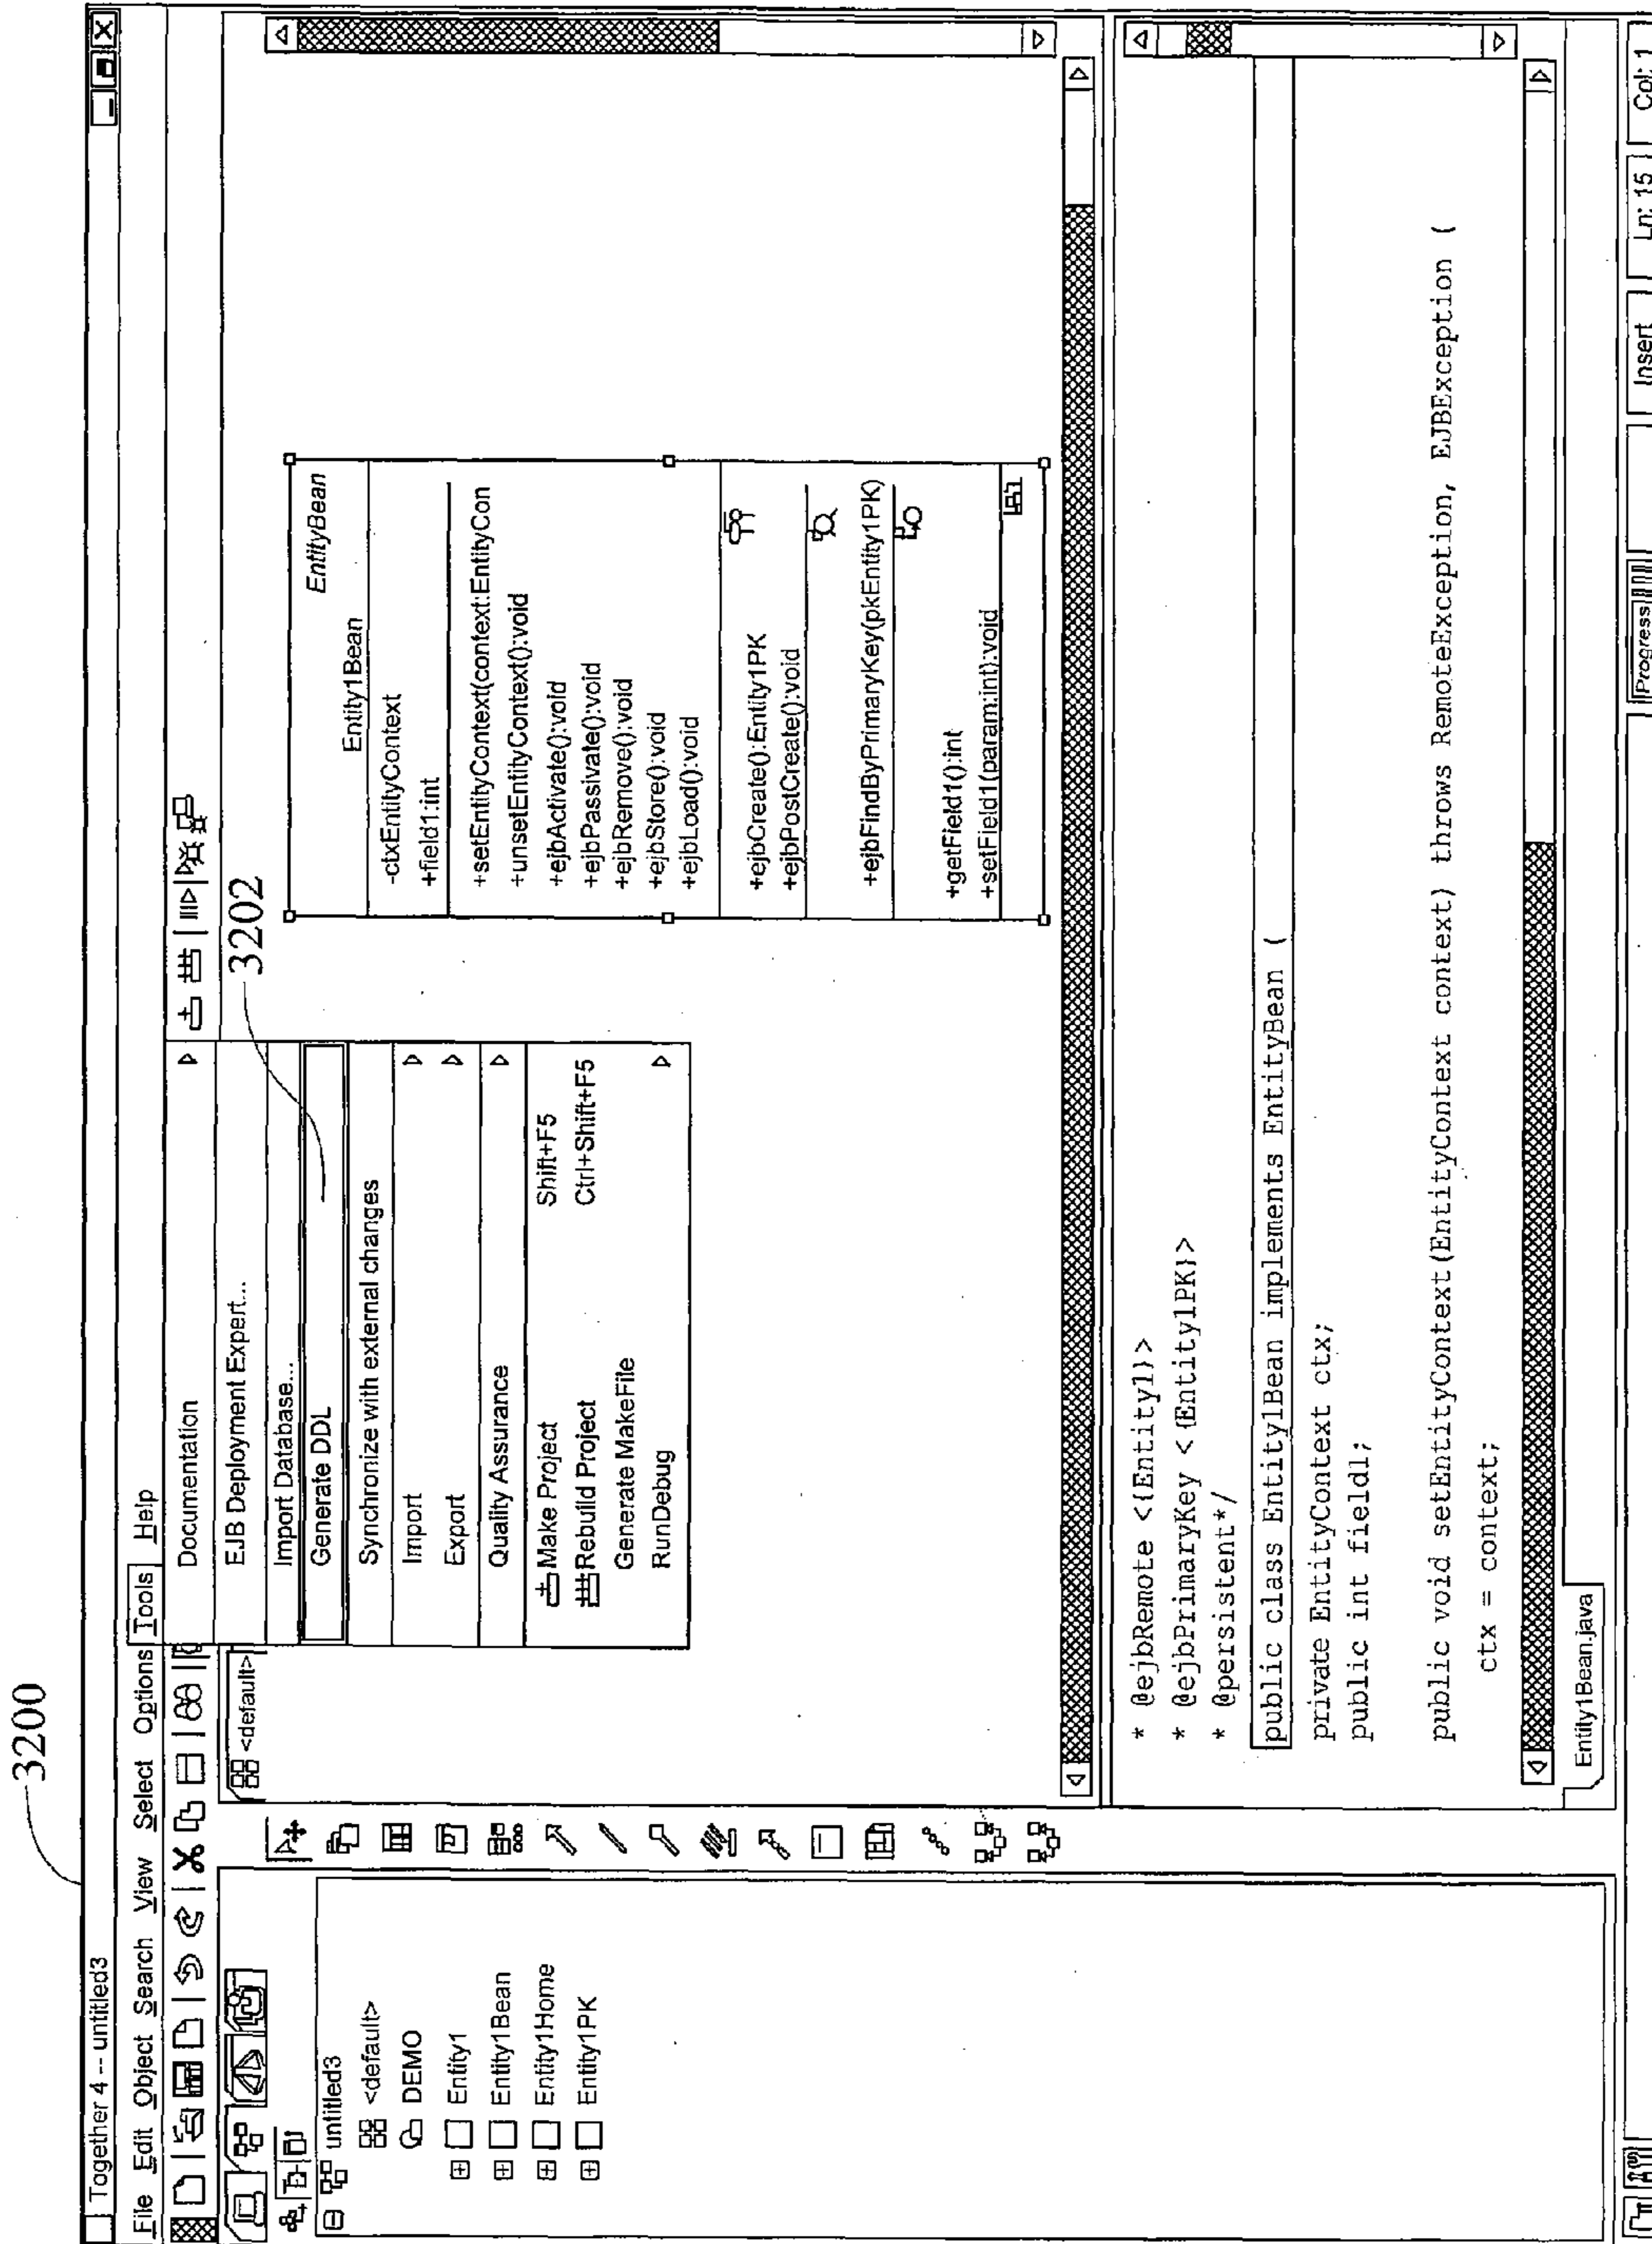 3200
Together 4 -- untitled3
File Edit Object Search View Select Options Tools Help
Documentation
EJB Deployment Expert...
Import Database...
Generate DDL
Synchronize with external changes
Import
Export
Quality Assurance
Make Project Shift+F5
Rebuild Project Ctrl+Shift+F5
Generate MakeFile
RunDebug
3202
untitled3
<default>
DEMO
Entity1
Entity1Bean
Entity1Home
Entity1PK
<default>
EntityBean
Entity1Bean
-ctxEntityContext
+field1:int
+setEntityContext(context:EntityCon
+unsetEntityContext():void
+ejbActivate():void
+ejbPassivate():void
+ejbRemove():void
+ejbStore():void
+ejbLoad():void
+ejbCreate():Entity1PK
+ejbPostCreate():void
+ejbFindByPrimaryKey(pkEntity1PK)
+getField1():int
+setField1(param:int):void
* @ejbRemote <{Entity1}>
* @ejbPrimaryKey <{Entity1PK}>
* @persistent*/
public class Entity1Bean implements EntityBean (
private EntityContext ctx;
public int field1;
public void setEntityContext(EntityContext context) throws RemoteException, EJBException (
ctx = context;
Entity1Bean.java
Progress
Insert
Ln: 15
Col: 1